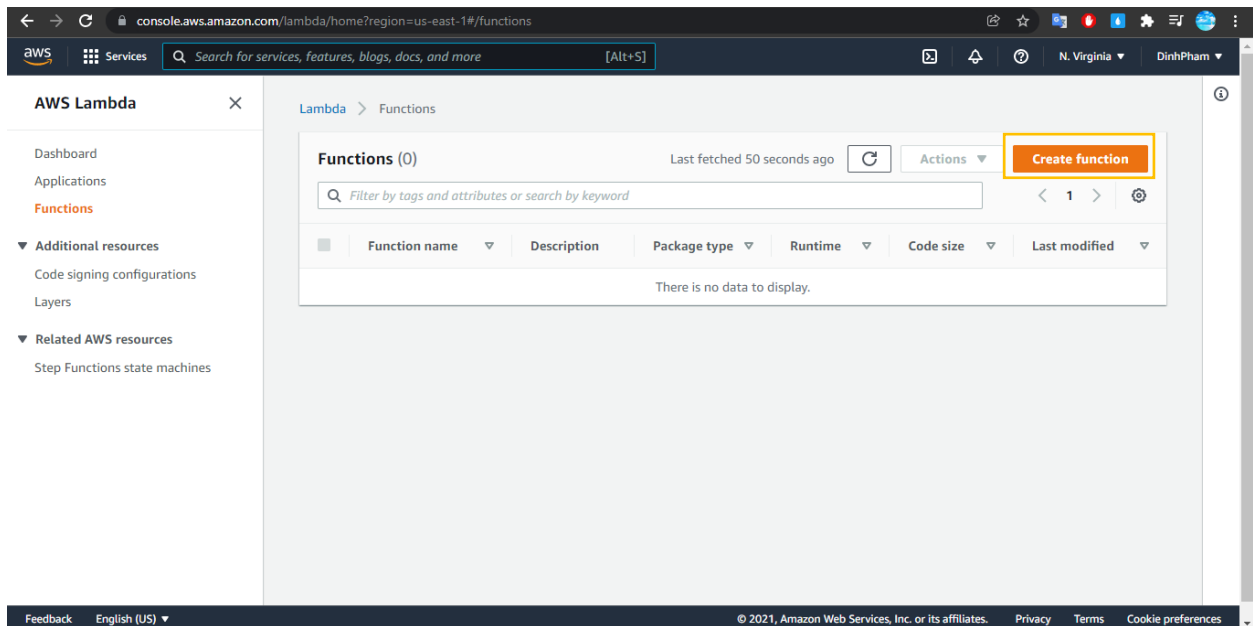 console.aws.amazon.com/lambda/home?region=us-east-1#/functions
aws Services Search for services, features, blogs, docs, and more [Alt+S] N. Virginia ▼ DinhPham ▼
AWS Lambda
Dashboard
Applications
Functions
▼ Additional resources
Code signing configurations
Layers
▼ Related AWS resources
Step Functions state machines
Lambda > Functions
Functions (0) Last fetched 50 seconds ago Actions ▼ Create function
Filter by tags and attributes or search by keyword < 1 >
Function name Description Package type Runtime Code size Last modified
There is no data to display.
Feedback English (US) ▼ © 2021, Amazon Web Services, Inc. or its affiliates. Privacy Terms Cookie preferences